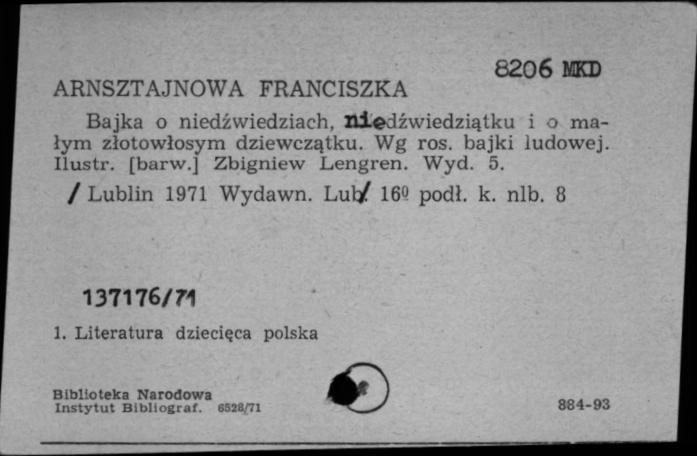 8206 MKD
ARNSZTAJNOWA FRANCISZKA
Bajka o niedźwiedziach, niedźwiedziątku i o ma-
łym złotowłosym dziewczątku. Wg ros. bajki ludowej.
Ilustr. [barw.] Zbigniew Lengren. Wyd. 5.
/ Lublin 1971 Wydawn. Lub/ 16º podł. k. nlb. 8
137176/71
1. Literatura dziecięca polska
Biblioteka Narodowa
Instytut Bibliograf. 6528/71
884-93